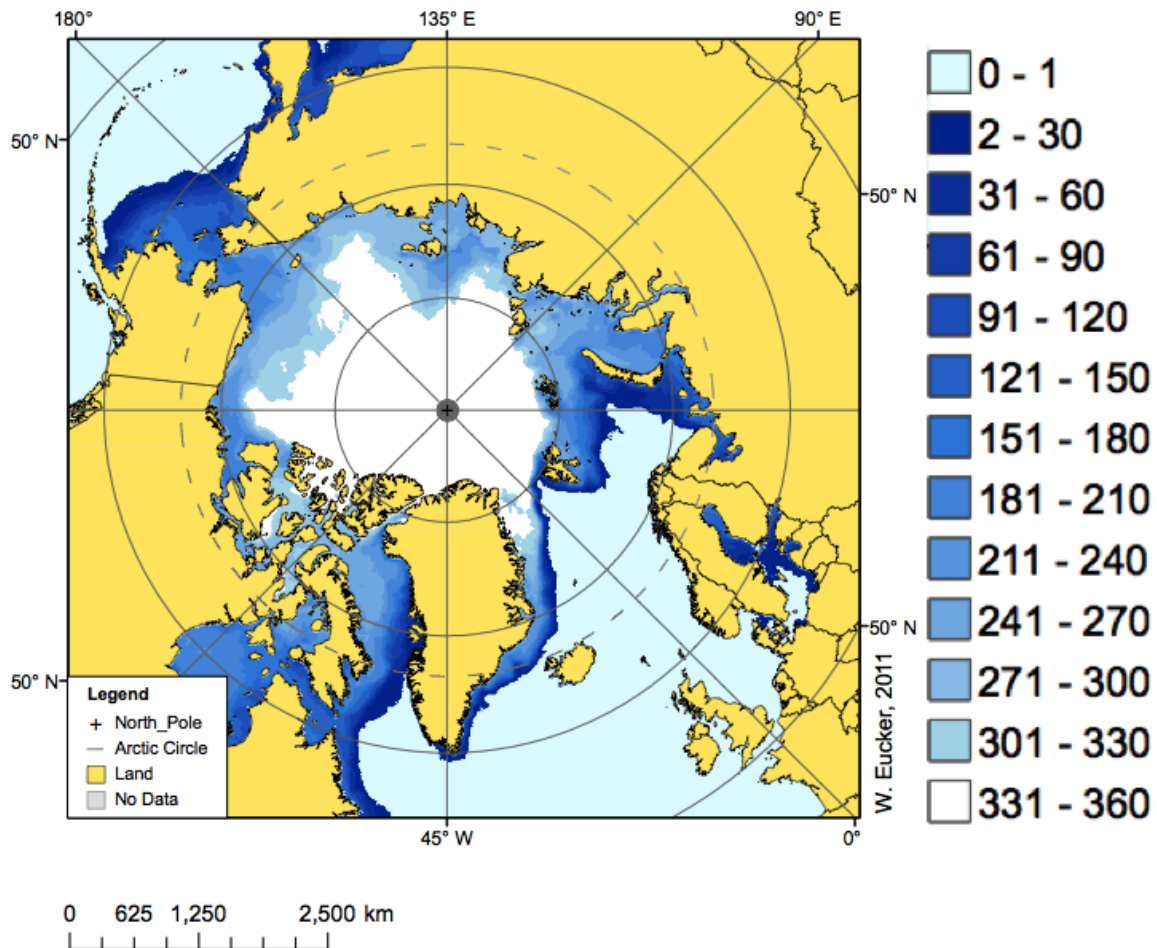 180°
135° E
90° E
50° N
50° N
50° N
50° N
Legend
North_Pole
Arctic Circle
Land
No Data
W. Eucker, 2011
45° W
0°
0 625 1,250 2,500 km
0 - 1
2 - 30
31 - 60
61 - 90
91 - 120
121 - 150
151 - 180
181 - 210
211 - 240
241 - 270
271 - 300
301 - 330
331 - 360